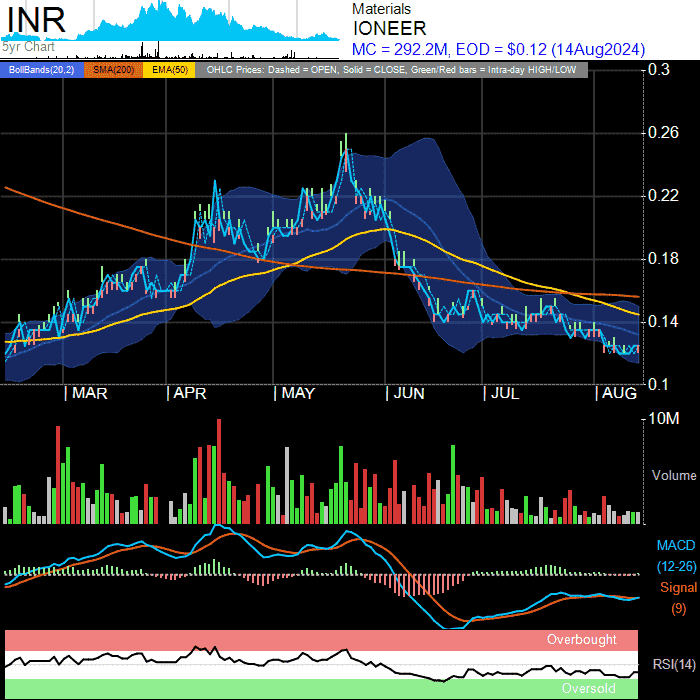 INR
5yr Chart
Materials
IONEER
MC = 292.2M, EOD = $0.12 (14Aug2024)
BollBands(20,2) SMA(200) EMA(50) OHLC Prices: Dashed = OPEN, Solid = CLOSE, Green/Red bars = Intra-day HIGH/LOW
0.3
0.26
0.22
0.18
0.14
0.1
| MAR | APR | MAY | JUN | JUL | AUG
10M
Volume
MACD
(12-26)
Signal
(9)
Overbought
RSI(14)
Oversold